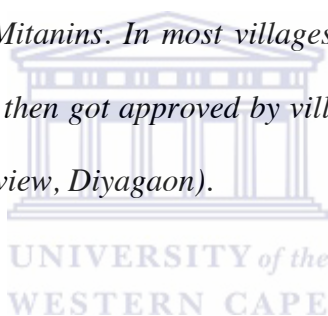 Mitanins. In most villages
then got approved by vill
view, Diyagaon).
UNIVERSITY of the
WESTERN CAPE